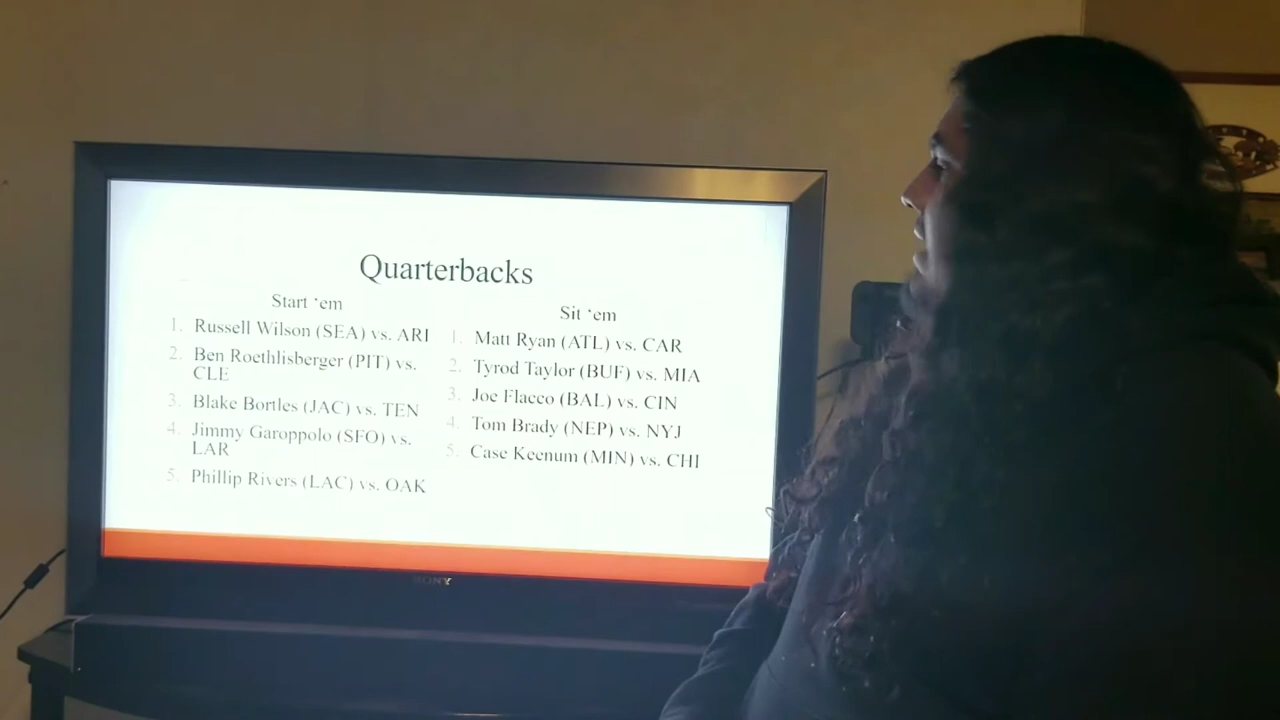 Quarterbacks
Start ‘em
1. Russell Wilson (SEA) vs. ARI
2. Ben Roethlisberger (PIT) vs.
CLE
3. Blake Bortles (JAC) vs. TEN
4. Jimmy Garoppolo (SFO) vs.
LAR
5. Phillip Rivers (LAC) vs. OAK
Sit ‘em
1. Matt Ryan (ATL) vs. CAR
2. Tyrod Taylor (BUF) vs. MIA
3. Joe Flacco (BAL) vs. CIN
4. Tom Brady (NEP) vs. NYJ
5. Case Keenum (MIN) vs. CHI
SONY